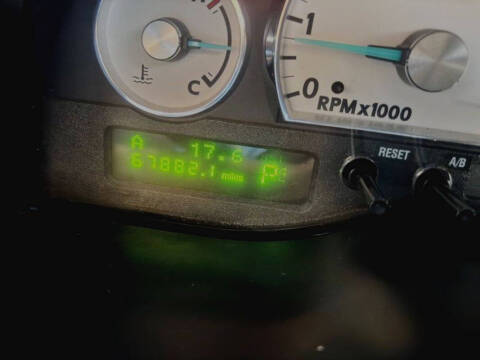 H
C
1
0
RPMx1000
A 17.6
67882.1 miles P
RESET
A/B